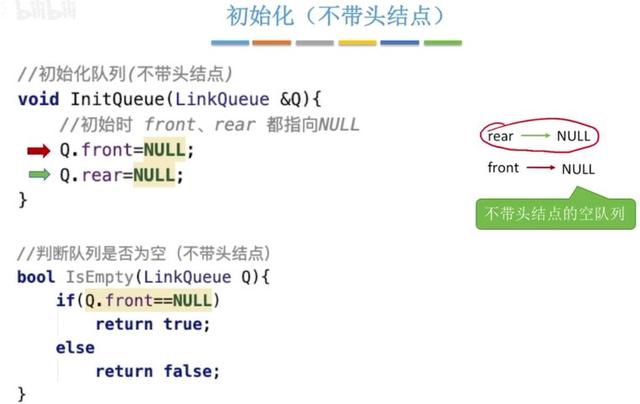 bilibili
初始化（不带头结点）
//初始化队列(不带头结点)
void InitQueue(LinkQueue &Q){
//初始时 front、rear 都指向NULL
Q.front=NULL;
Q.rear=NULL;
}
rear NULL
front NULL
不带头结点的空队列
//判断队列是否为空（不带头结点）
bool IsEmpty(LinkQueue Q){
if(Q.front==NULL)
return true;
else
return false;
}